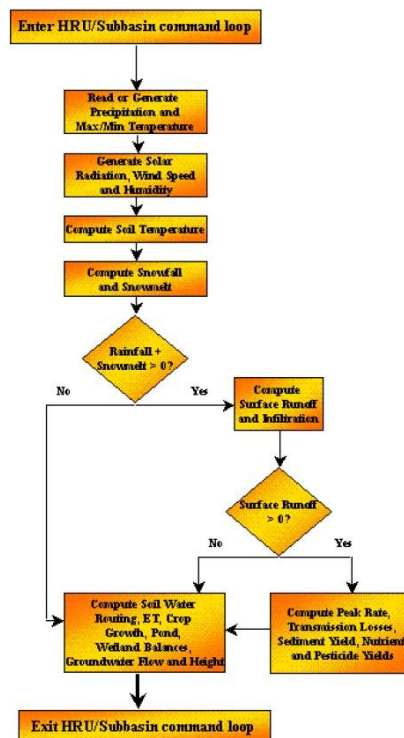 Enter HRU/Subbasin command loop
Read or Generate
Precipitation and
Max/Min Temperature
Generate Solar
Radiation, Wind Speed
and Humidity
Compute Soil Temperature
Compute Snowfall
and Snowmelt
Rainfall +
Snowmelt > 0?
No
Yes
Compute
Surface Runoff
and Infiltration
Surface Runoff
> 0?
No
Yes
Compute Soil Water
Routing, ET, Crop
Growth, Pond,
Wetland Balances,
Groundwater Flow and Height
Compute Peak Rate,
Transmission Losses,
Sediment Yield, Nutrient
and Pesticide Yields
Exit HRU/Subbasin command loop